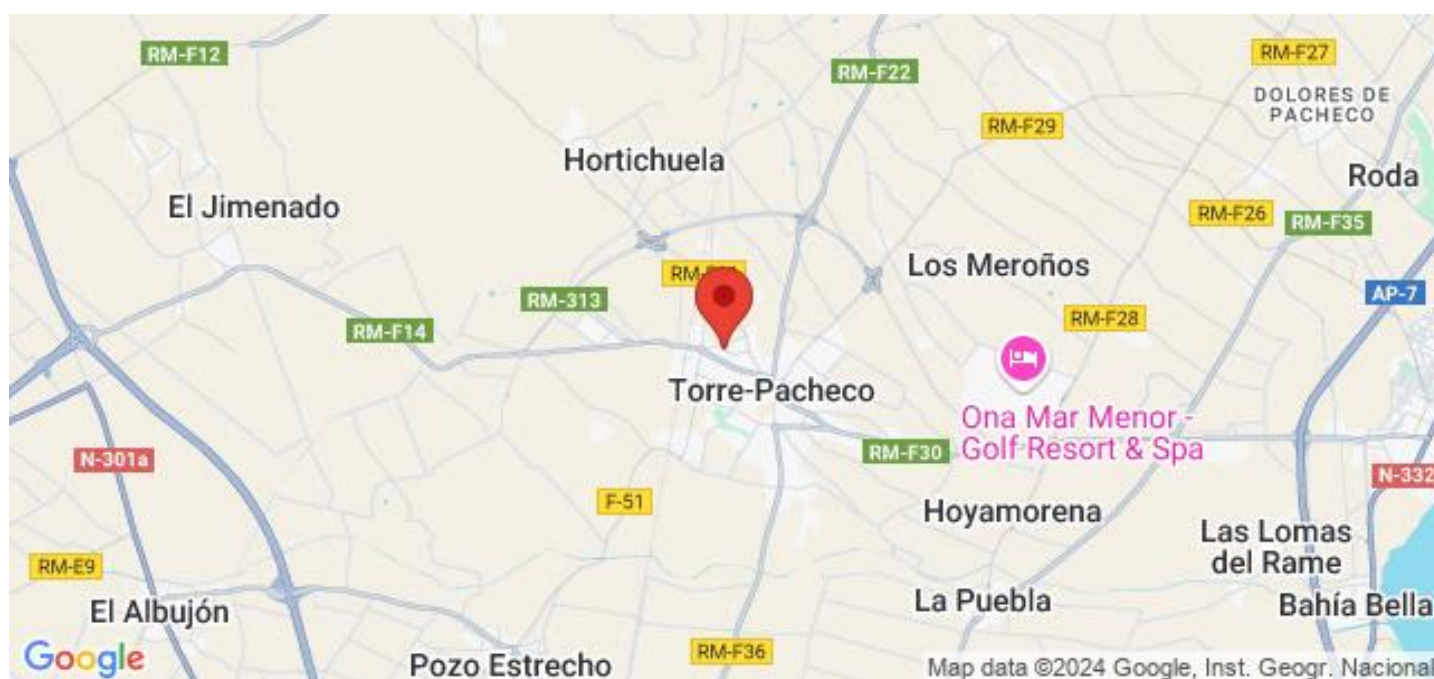 RM-F12
RM-F27
RM-F22
DOLORES DE
PACHECO
RM-F29
Hortichuela
Roda
El Jimenado
RM-F26
RM-F35
Los Meroños
AP-7
RM-313
RM-F14
RM-F28
Torre-Pacheco
Ona Mar Menor -
Golf Resort & Spa
RM-F30
N-301a
N-332
F-51
Hoyamorena
Las Lomas
del Rame
RM-E9
La Puebla
El Albujón
Bahía Bella
Google
Pozo Estrecho
RM-F36
Map data ©2024 Google, Inst. Geogr. Nacional